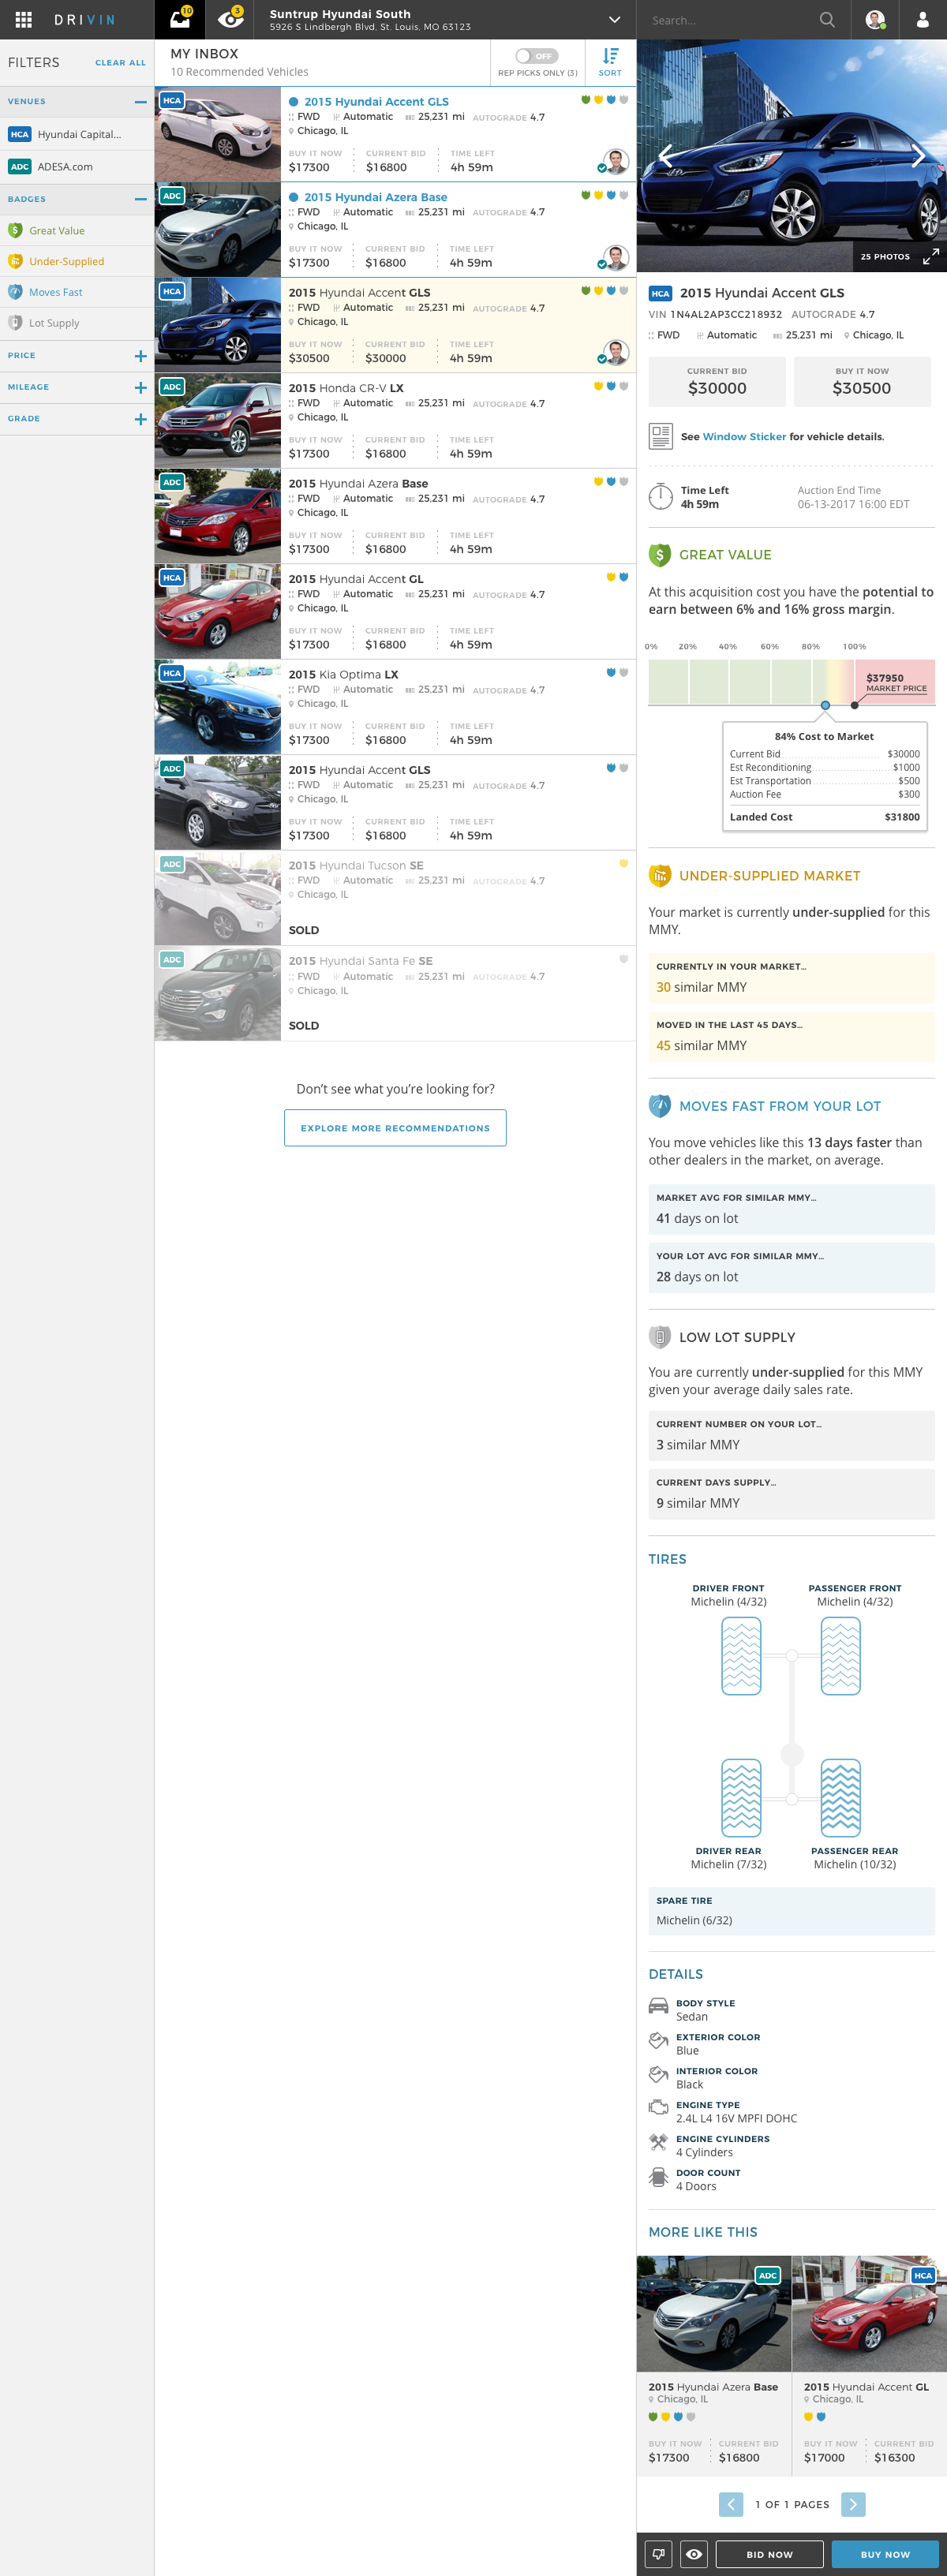 DRIVIN
10
3
Suntrup Hyundai South
5926 S Lindbergh Blvd, St. Louis, MO 63123
Search...
FILTERS
CLEAR ALL
VENUES
HCA Hyundai Capital...
ADC ADESA.com
BADGES
Great Value
Under-Supplied
Moves Fast
Lot Supply
PRICE
MILEAGE
GRADE
MY INBOX
10 Recommended Vehicles
OFF
REP PICKS ONLY (3)
SORT
HCA
2015 Hyundai Accent GLS
FWD Automatic 25,231 mi AUTOGRADE 4.7
Chicago, IL
BUY IT NOW CURRENT BID TIME LEFT
$17300 $16800 4h 59m
ADC
2015 Hyundai Azera Base
FWD Automatic 25,231 mi AUTOGRADE 4.7
Chicago, IL
BUY IT NOW CURRENT BID TIME LEFT
$17300 $16800 4h 59m
HCA
2015 Hyundai Accent GLS
FWD Automatic 25,231 mi AUTOGRADE 4.7
Chicago, IL
BUY IT NOW CURRENT BID TIME LEFT
$30500 $30000 4h 59m
ADC
2015 Honda CR-V LX
FWD Automatic 25,231 mi AUTOGRADE 4.7
Chicago, IL
BUY IT NOW CURRENT BID TIME LEFT
$17300 $16800 4h 59m
ADC
2015 Hyundai Azera Base
FWD Automatic 25,231 mi AUTOGRADE 4.7
Chicago, IL
BUY IT NOW CURRENT BID TIME LEFT
$17300 $16800 4h 59m
HCA
2015 Hyundai Accent GL
FWD Automatic 25,231 mi AUTOGRADE 4.7
Chicago, IL
BUY IT NOW CURRENT BID TIME LEFT
$17300 $16800 4h 59m
HCA
2015 Kia Optima LX
FWD Automatic 25,231 mi AUTOGRADE 4.7
Chicago, IL
BUY IT NOW CURRENT BID TIME LEFT
$17300 $16800 4h 59m
ADC
2015 Hyundai Accent GLS
FWD Automatic 25,231 mi AUTOGRADE 4.7
Chicago, IL
BUY IT NOW CURRENT BID TIME LEFT
$17300 $16800 4h 59m
ADC
2015 Hyundai Tucson SE
FWD Automatic 25,231 mi AUTOGRADE 4.7
Chicago, IL
SOLD
ADC
2015 Hyundai Santa Fe SE
FWD Automatic 25,231 mi AUTOGRADE 4.7
Chicago, IL
SOLD
Don't see what you're looking for?
EXPLORE MORE RECOMMENDATIONS
25 PHOTOS
HCA 2015 Hyundai Accent GLS
VIN 1N4AL2AP3CC218932 AUTOGRADE 4.7
FWD Automatic 25,231 mi Chicago, IL
CURRENT BID BUY IT NOW
$30000 $30500
See Window Sticker for vehicle details.
Time Left Auction End Time
4h 59m 06-13-2017 16:00 EDT
GREAT VALUE
At this acquisition cost you have the potential to
earn between 6% and 16% gross margin.
0% 20% 40% 60% 80% 100%
$37950
MARKET PRICE
84% Cost to Market
Current Bid $30000
Est Reconditioning $1000
Est Transportation $500
Auction Fee $300
Landed Cost $31800
UNDER-SUPPLIED MARKET
Your market is currently under-supplied for this
MMY.
CURRENTLY IN YOUR MARKET...
30 similar MMY
MOVED IN THE LAST 45 DAYS...
45 similar MMY
MOVES FAST FROM YOUR LOT
You move vehicles like this 13 days faster than
other dealers in the market, on average.
MARKET AVG FOR SIMILAR MMY...
41 days on lot
YOUR LOT AVG FOR SIMILAR MMY...
28 days on lot
LOW LOT SUPPLY
You are currently under-supplied for this MMY
given your average daily sales rate.
CURRENT NUMBER ON YOUR LOT...
3 similar MMY
CURRENT DAYS SUPPLY...
9 similar MMY
TIRES
DRIVER FRONT PASSENGER FRONT
Michelin (4/32) Michelin (4/32)
DRIVER REAR PASSENGER REAR
Michelin (7/32) Michelin (10/32)
SPARE TIRE
Michelin (6/32)
DETAILS
BODY STYLE
Sedan
EXTERIOR COLOR
Blue
INTERIOR COLOR
Black
ENGINE TYPE
2.4L L4 16V MPFI DOHC
ENGINE CYLINDERS
4 Cylinders
DOOR COUNT
4 Doors
MORE LIKE THIS
ADC HCA
2015 Hyundai Azera Base 2015 Hyundai Accent GL
Chicago, IL Chicago, IL
BUY IT NOW CURRENT BID BUY IT NOW CURRENT BID
$17300 $16800 $17000 $16300
1 OF 1 PAGES
BID NOW BUY NOW